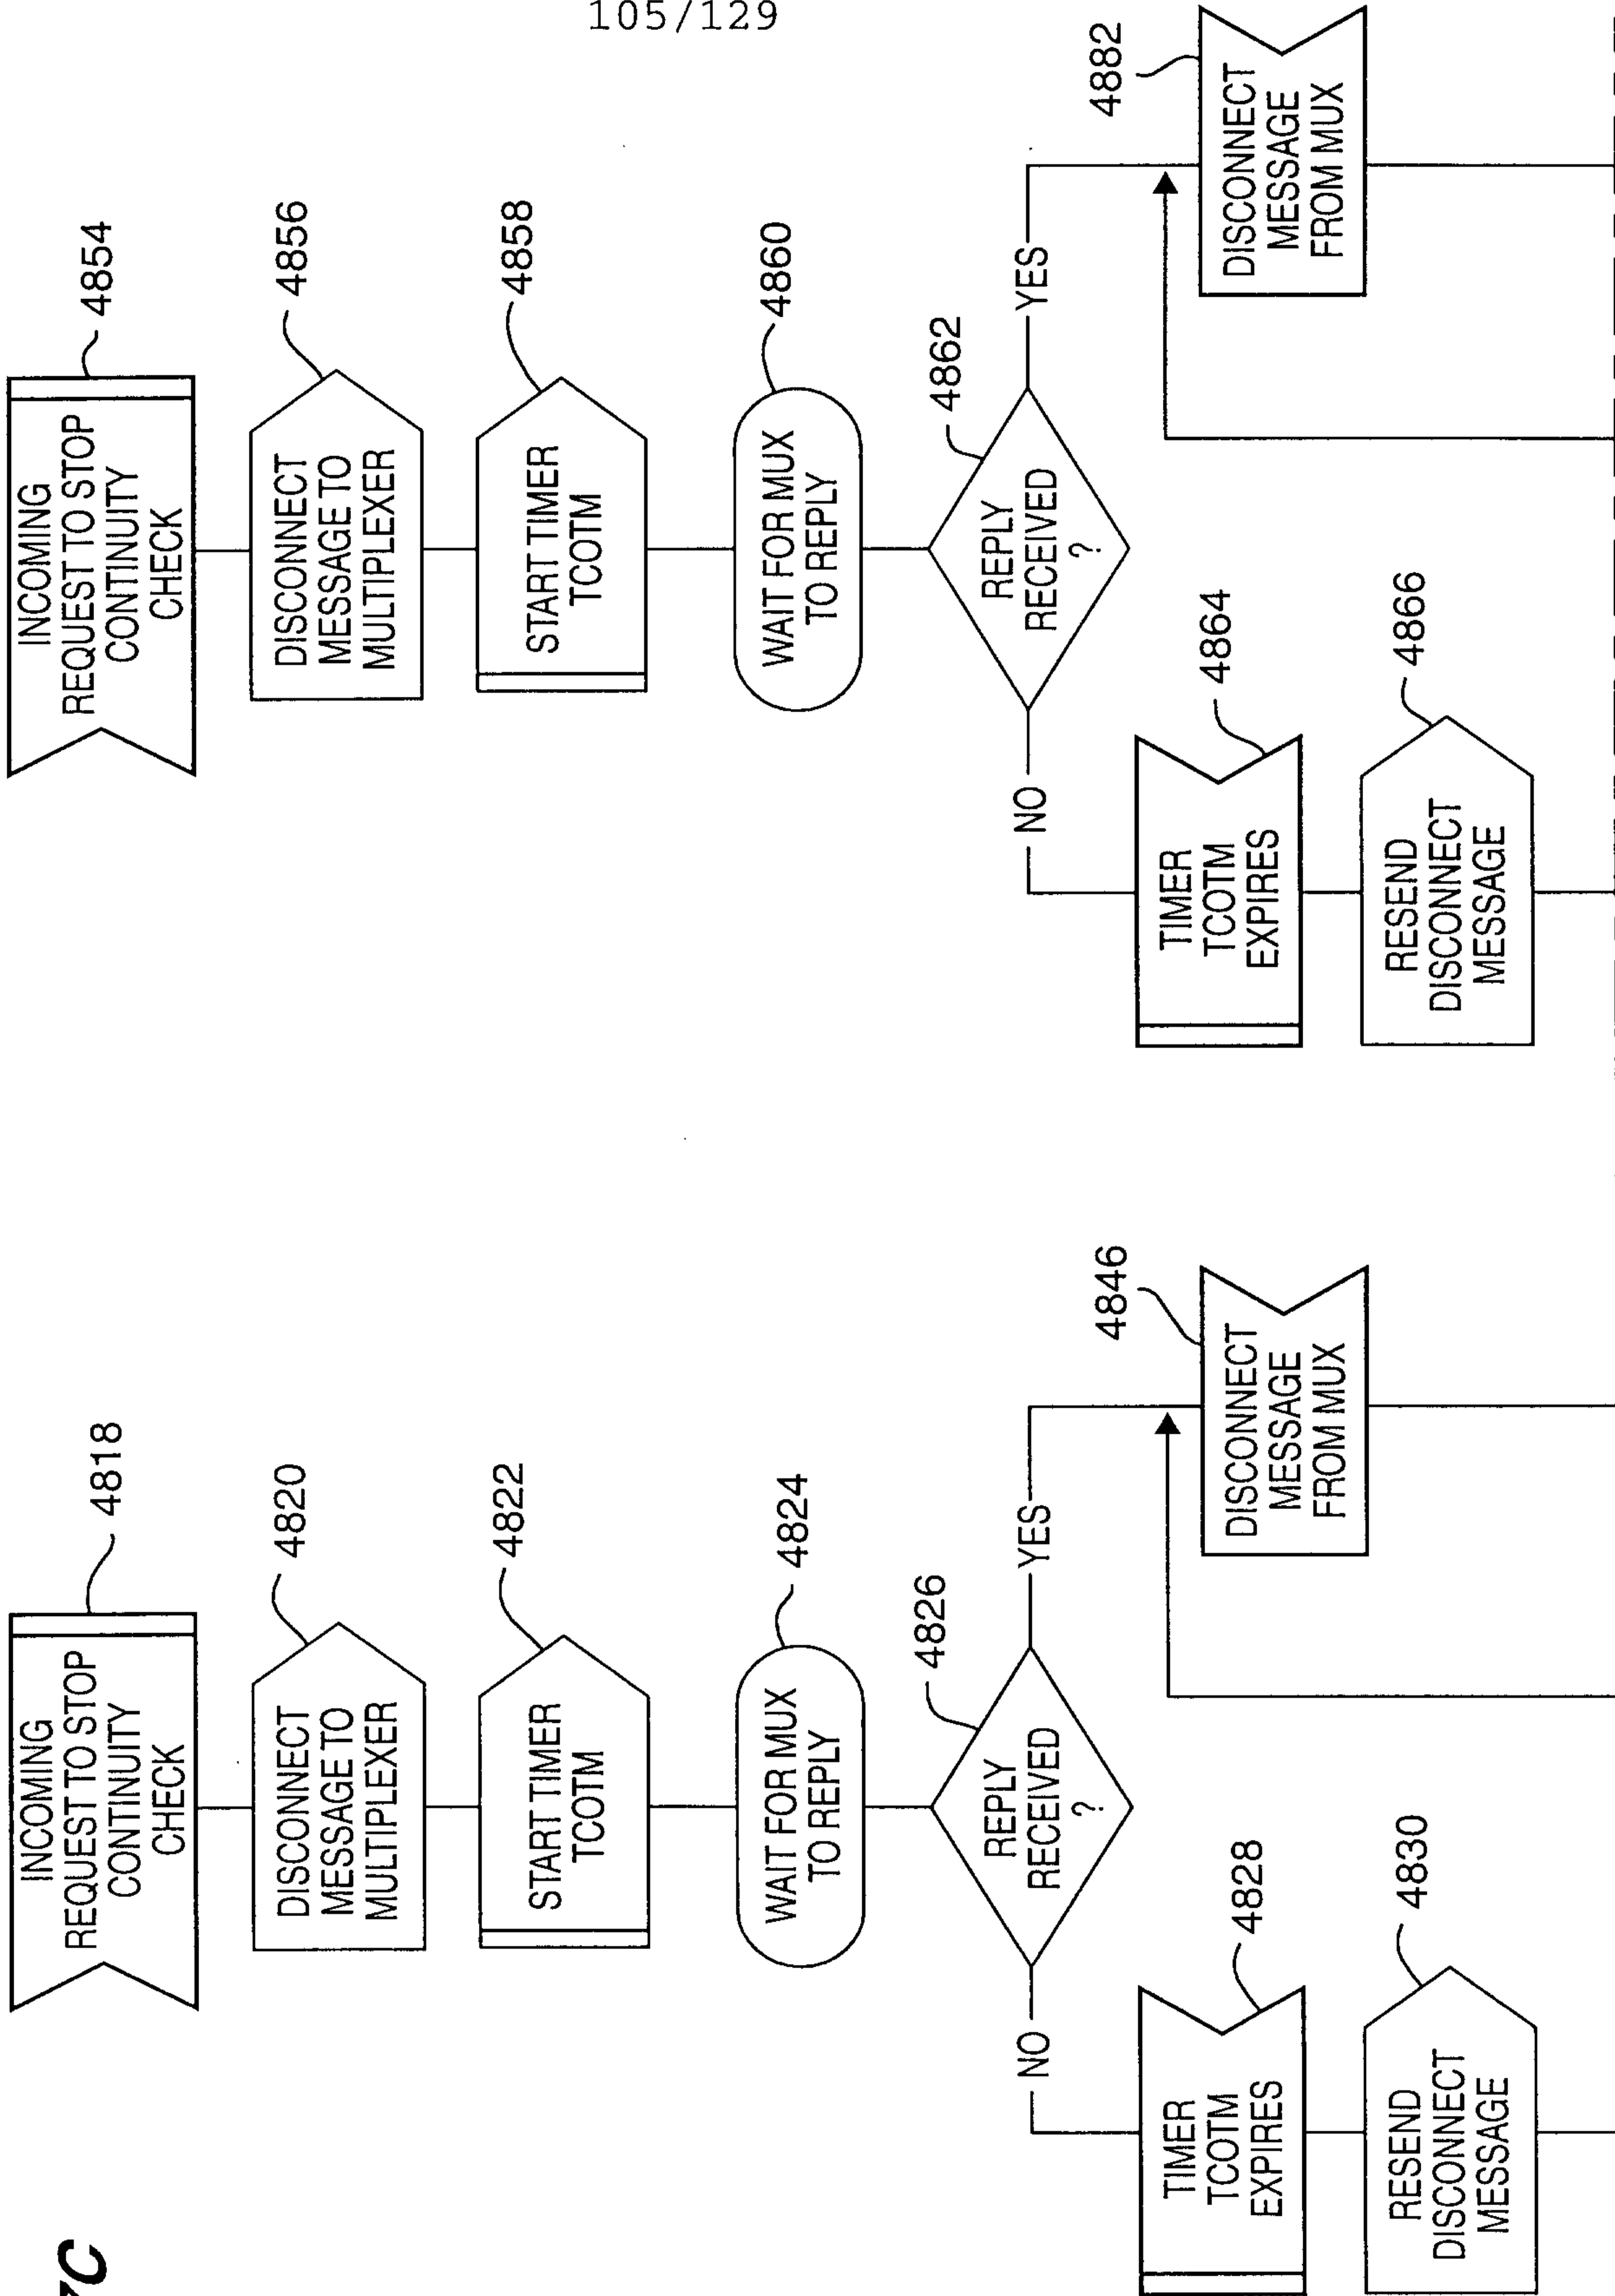 105/129
7C
INCOMING
REQUEST TO STOP
CONTINUITY
CHECK
4818
DISCONNECT
MESSAGE TO
MULTIPLEXER
4820
START TIMER
TCOTM
4822
WAIT FOR MUX
TO REPLY
4824
REPLY
RECEIVED
?
4826
NO
YES
TIMER
TCOTM
EXPIRES
4828
RESEND
DISCONNECT
MESSAGE
4830
DISCONNECT
MESSAGE
FROM MUX
4846
INCOMING
REQUEST TO STOP
CONTINUITY
CHECK
4854
DISCONNECT
MESSAGE TO
MULTIPLEXER
4856
START TIMER
TCOTM
4858
WAIT FOR MUX
TO REPLY
4860
REPLY
RECEIVED
?
4862
NO
YES
TIMER
TCOTM
EXPIRES
4864
RESEND
DISCONNECT
MESSAGE
4866
DISCONNECT
MESSAGE
FROM MUX
4882